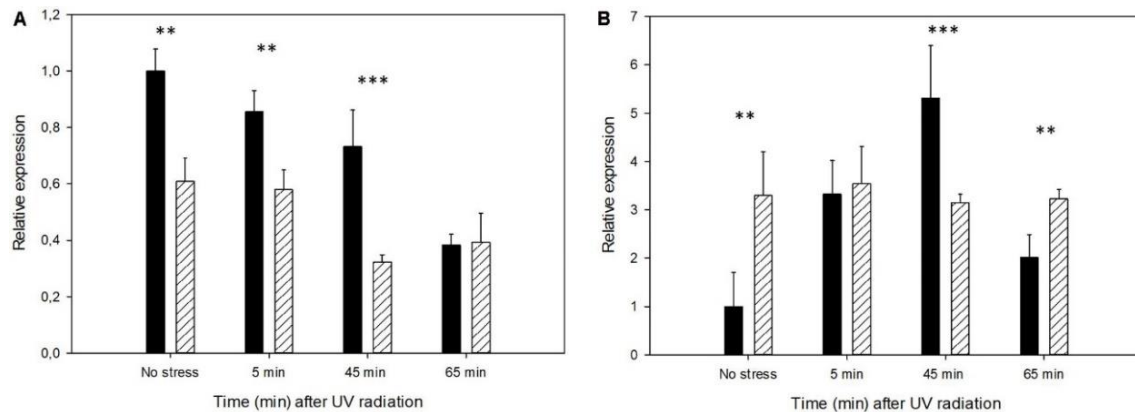 A
Relative expression
1,2
1,0
0,8
0,6
0,4
0,2
0,0
**
**
***
No stress 5 min 45 min 65 min
Time (min) after UV radiation
B
Relative expression
7
6
5
4
3
2
1
0
**
***
**
No stress 5 min 45 min 65 min
Time (min) after UV radiation